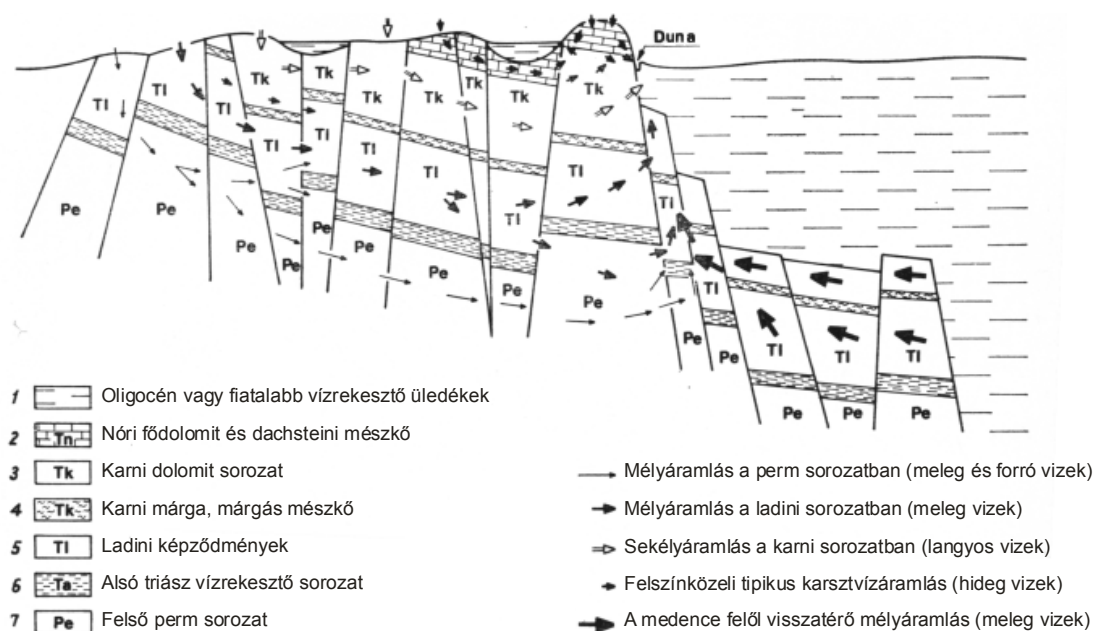 Duna
Tk Tk Tk Tk Tk Tk
Tl Tl Tl Tl Tl Tl Tl Tl Tl
Tl Tl Tl Tl
Pe Pe Pe Pe Pe Pe Pe Pe Pe Pe Pe Pe Pe Pe
1 Oligocén vagy fiatalabb vízrekesztő üledékek
2 Tn Nóri fődolomit és dachsteini mészkő
3 Tk Karni dolomit sorozat
4 Tk Karni márga, márgás mészkő
5 Tl Ladini képződmények
6 Ta Alsó triász vízrekesztő sorozat
7 Pe Felső perm sorozat
Mélyáramlás a perm sorozatban (meleg és forró vizek)
Mélyáramlás a ladini sorozatban (meleg vizek)
Sekélyáramlás a karni sorozatban (langyos vizek)
Felszínközeli tipikus karsztvízáramlás (hideg vizek)
A medence felől visszatérő mélyáramlás (meleg vizek)